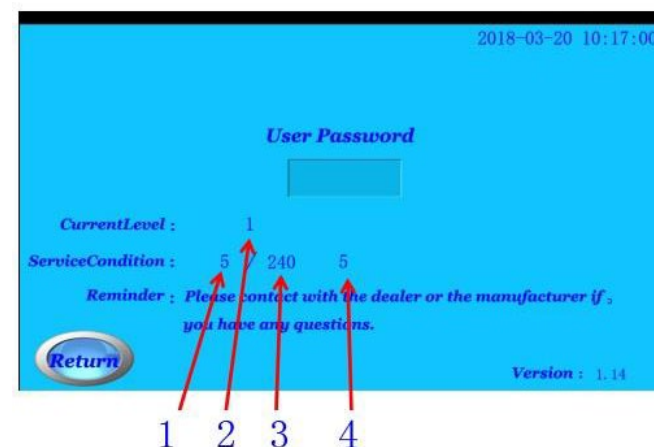 2018-03-20 10:17:00
User Password
CurrentLevel : 1
ServiceCondition : 5 / 240 5
Reminder : Please contact with the dealer or the manufacturer if 。
you have any questions.
Return
Version : 1.14
1 2 3 4